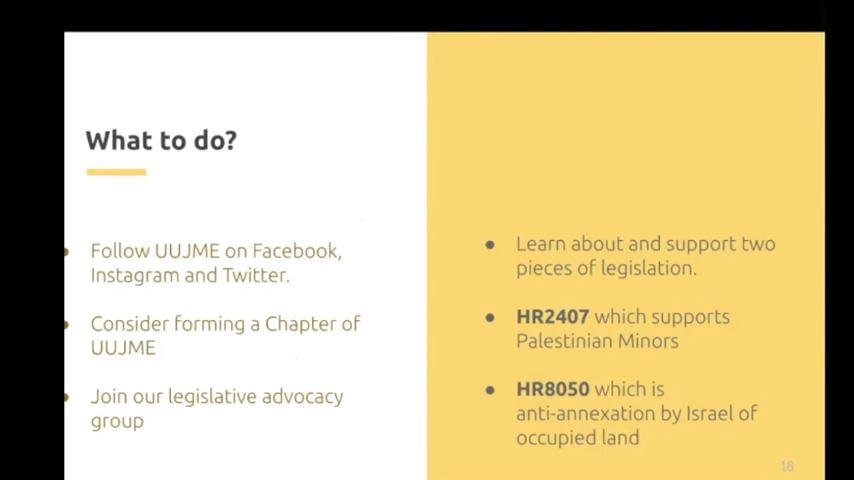 What to do?
● Follow UUJME on Facebook,
Instagram and Twitter.
● Consider forming a Chapter of
UUJME
● Join our legislative advocacy
group
● Learn about and support two
pieces of legislation.
● HR2407 which supports
Palestinian Minors
● HR8050 which is
anti-annexation by Israel of
occupied land
16